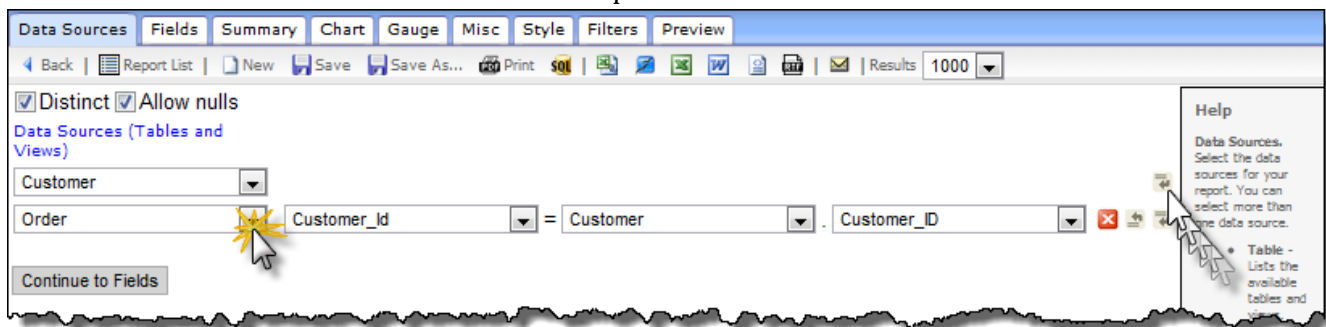 Data Sources Fields Summary Chart Gauge Misc Style Filters Preview
Back | Report List | New Save Save As... Print SQL | | Results 1000
Distinct Allow nulls
Data Sources (Tables and
Views)
Customer
Order Customer_Id = Customer . Customer_ID
Continue to Fields
Help
Data Sources.
Select the data
sources for your
report. You can
select more than
one data source.
• Table -
Lists the
available
tables and